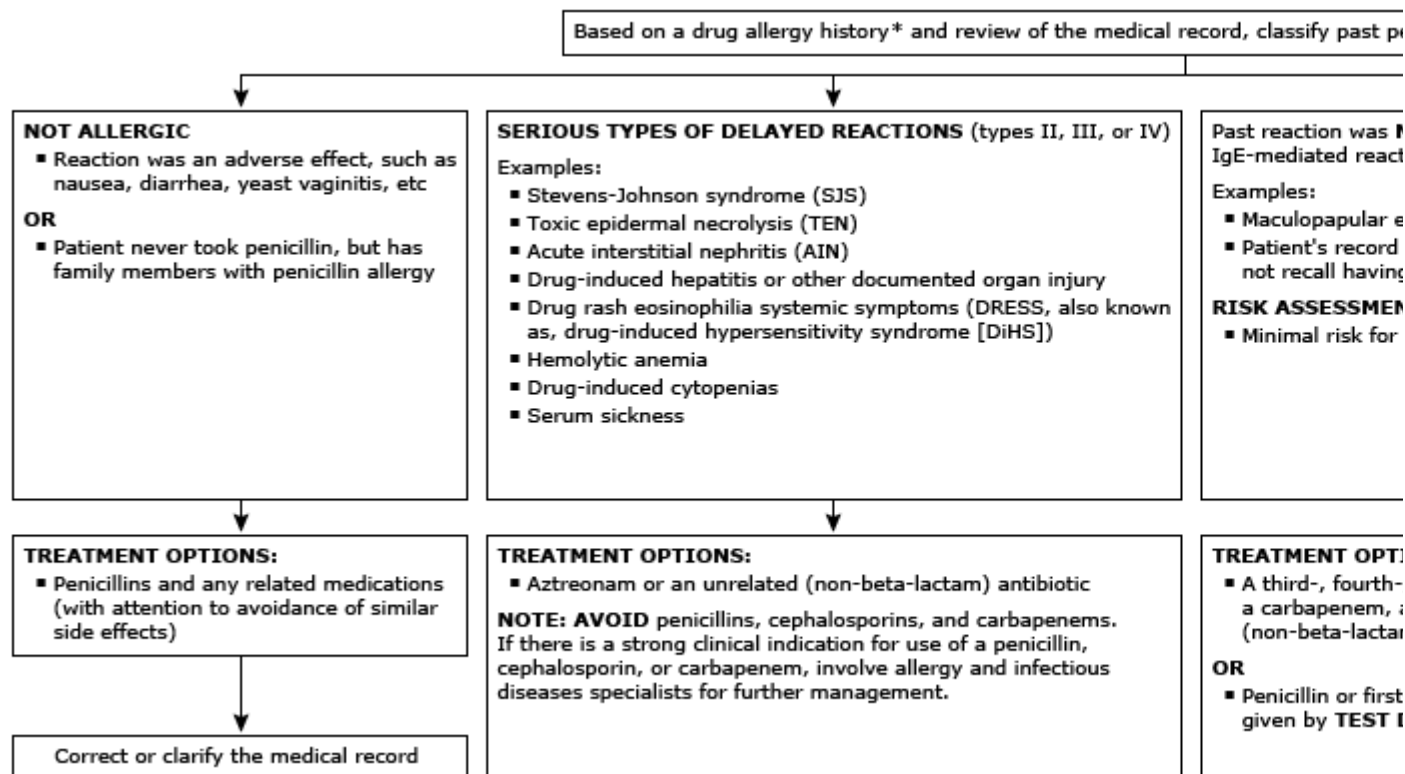 Based on a drug allergy history* and review of the medical record, classify past
NOT ALLERGIC
▪ Reaction was an adverse effect, such as
nausea, diarrhea, yeast vaginitis, etc
OR
▪ Patient never took penicillin, but has
family members with penicillin allergy
SERIOUS TYPES OF DELAYED REACTIONS (types II, III, or IV)
Examples:
▪ Stevens-Johnson syndrome (SJS)
▪ Toxic epidermal necrolysis (TEN)
▪ Acute interstitial nephritis (AIN)
▪ Drug-induced hepatitis or other documented organ injury
▪ Drug rash eosinophilia systemic symptoms (DRESS, also known
as, drug-induced hypersensitivity syndrome [DiHS])
▪ Hemolytic anemia
▪ Drug-induced cytopenias
▪ Serum sickness
Past reaction was
IgE-mediated
Examples:
▪ Maculopapular
▪ Patient's record
not recall
RISK
▪ Minimal risk for
TREATMENT OPTIONS:
▪ Penicillins and any related medications
(with attention to avoidance of similar
side effects)
Correct or clarify the medical record
TREATMENT OPTIONS:
▪ Aztreonam or an unrelated (non-beta-lactam) antibiotic
NOTE: AVOID penicillins, cephalosporins, and carbapenems.
If there is a strong clinical indication for use of a penicillin,
cephalosporin, or carbapenem, involve allergy and infectious
diseases specialists for further management.
TREATMENT
▪ A third-, fourth-
a carbapenem,
OR
▪ Penicillin or first
given by TEST